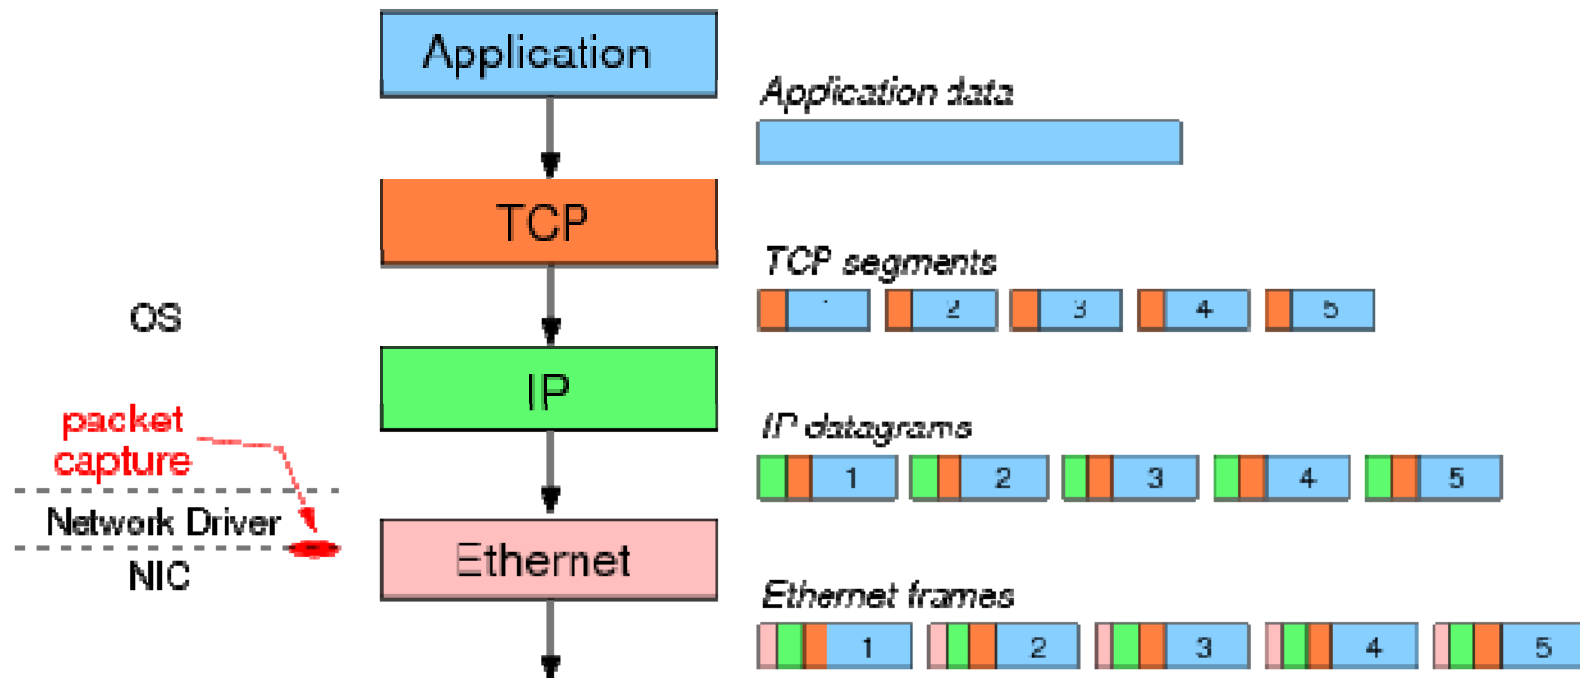 Application
Application data
TCP
TCP segments
2 3 4 5
OS
IP
packet
capture
IP datagrams
1 2 3 4 5
Network Driver
Ethernet
NIC
Ethernet frames
1 2 3 4 5